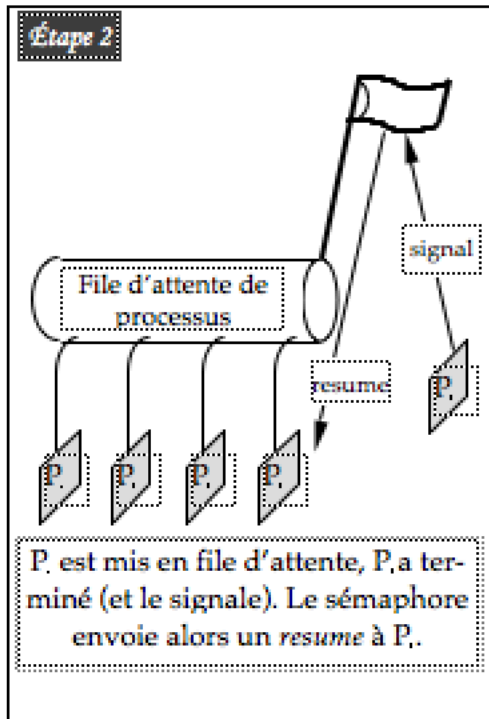 Étape 2
signal
File d'attente de
processus
resume
P.
P.
P.
P.
P.
P. est mis en file d'attente, P. a ter-
miné (et le signale). Le sémaphore
envoie alors un resume à P..